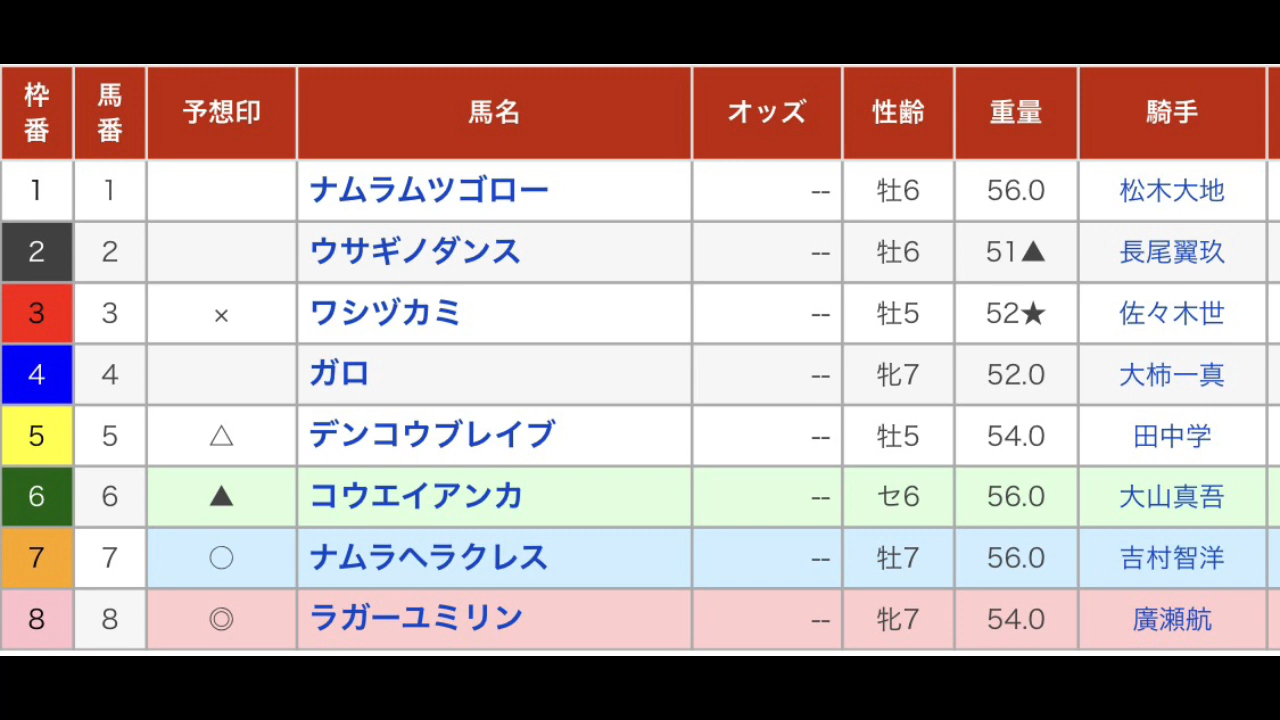 枠番 馬番 予想印 馬名 オッズ 性齢 重量 騎手
1 1 ナムラムツゴロー -- 牡6 56.0 松木大地
2 2 ウサギノダンス -- 牡6 51▲ 長尾翼玖
3 3 × ワシヅカミ -- 牡5 52★ 佐々木世
4 4 ガロ -- 牝7 52.0 大柿一真
5 5 △ デンコウブレイブ -- 牡5 54.0 田中学
6 6 ▲ コウエイアンカ -- セ6 56.0 大山真吾
7 7 ○ ナムラヘラクレス -- 牡7 56.0 吉村智洋
8 8 ◎ ラガーユミリン -- 牝7 54.0 廣瀬航